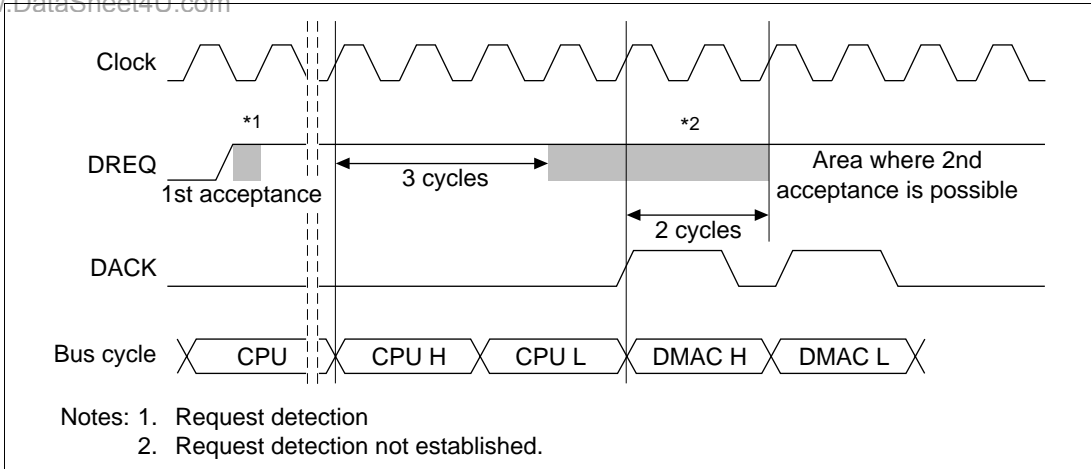 .DataSheet4U.com
Clock
*1
*2
DREQ
3 cycles
Area where 2nd
acceptance is possible
1st acceptance
2 cycles
DACK
Bus cycle
CPU
CPU H
CPU L
DMAC H
DMAC L
Notes: 1. Request detection
2. Request detection not established.